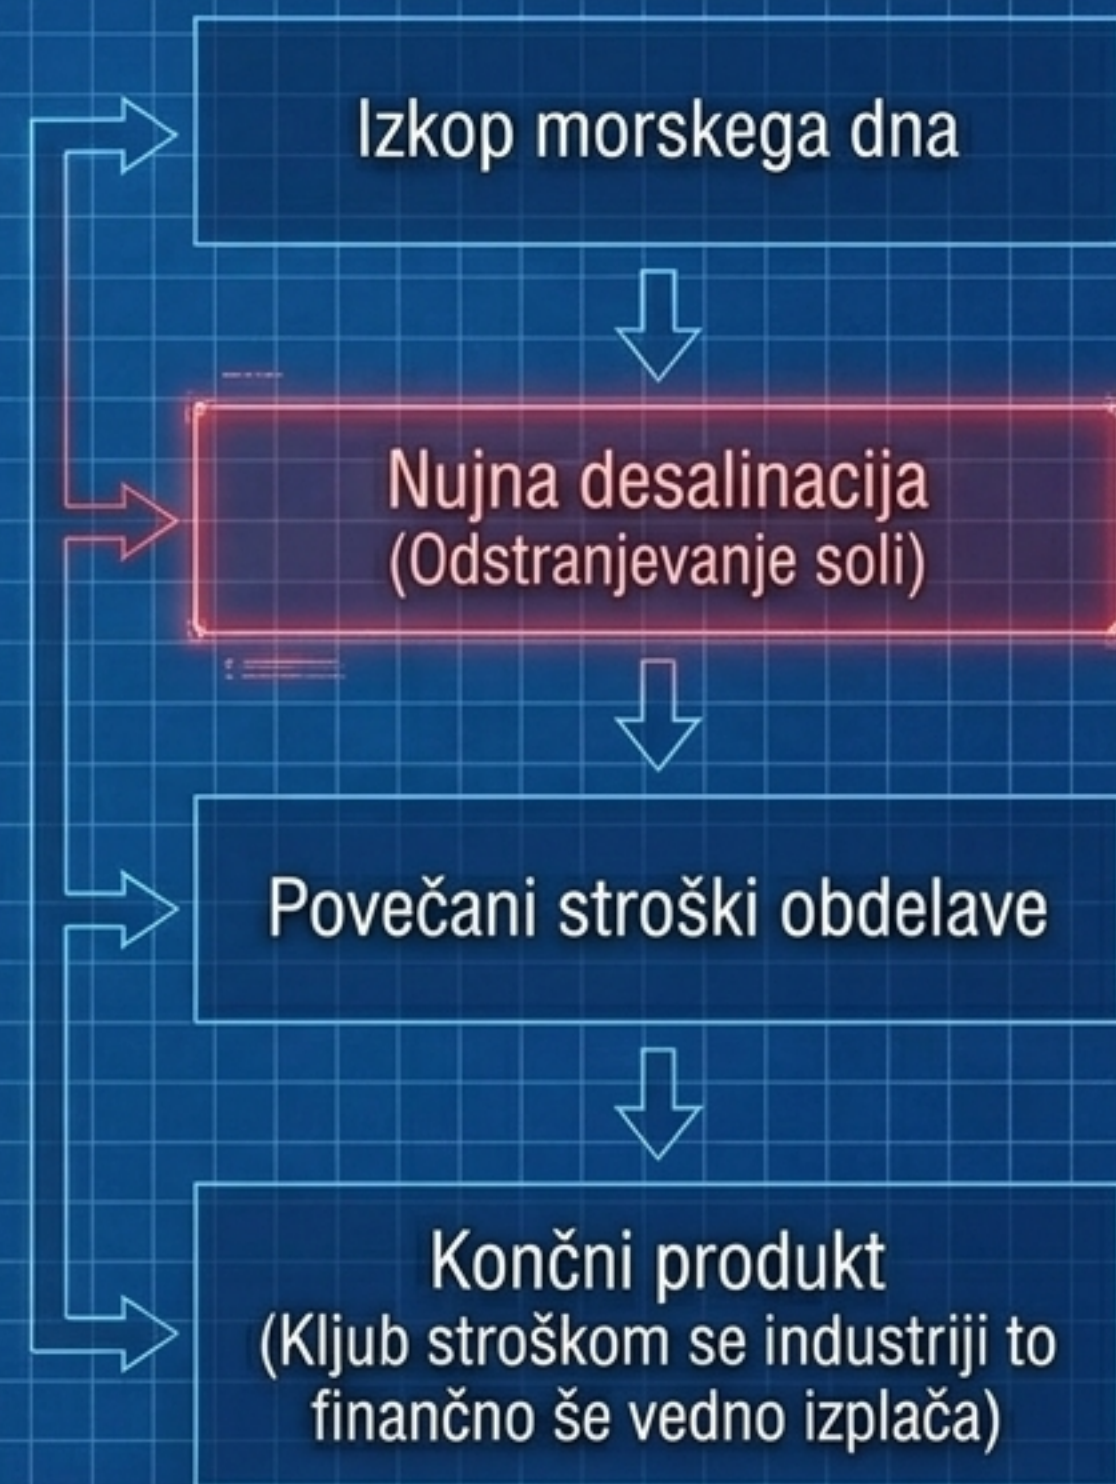 Izkop morskega dna
Nujna desalinacija
(Odstranjevanje soli)
Povečani stroški obdelave
Končni produkt
(Kljub stroškom se industriji to
finančno še vedno izplača)